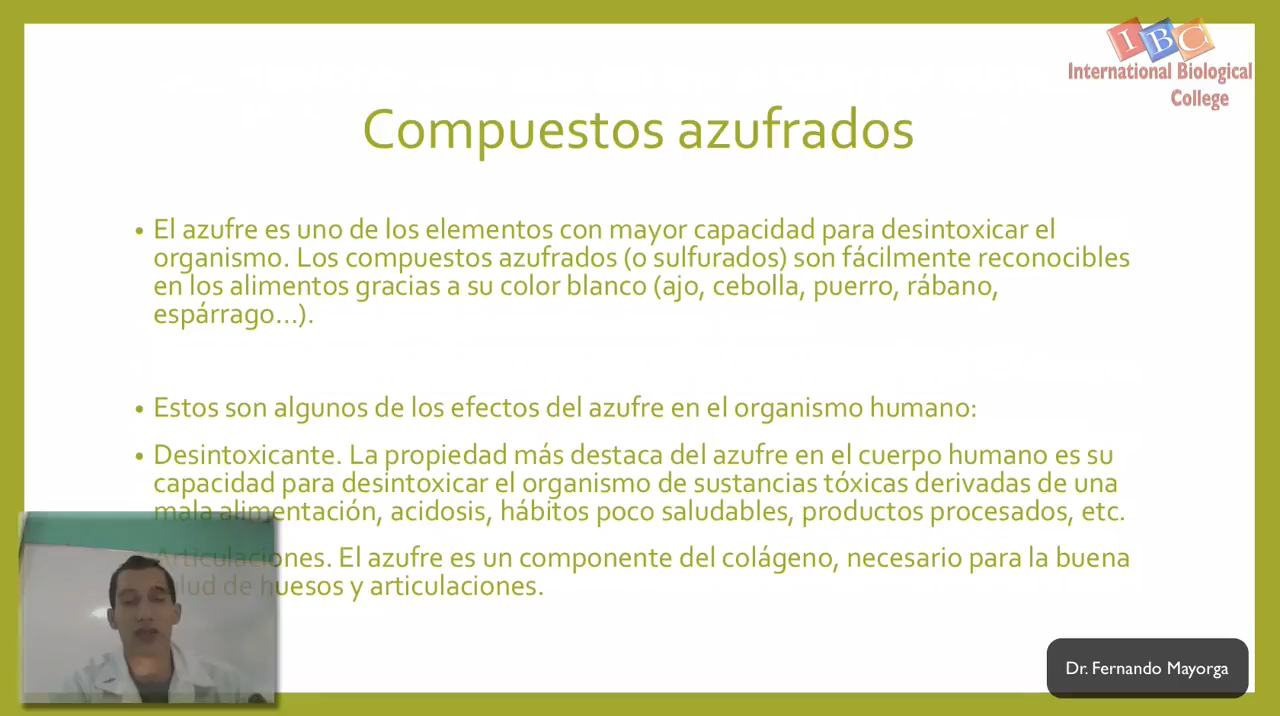 IBC
International Biological
College
Compuestos azufrados
• El azufre es uno de los elementos con mayor capacidad para desintoxicar el
organismo. Los compuestos azufrados (o sulfurados) son fácilmente reconocibles
en los alimentos gracias a su color blanco (ajo, cebolla, puerro, rábano,
espárrago...).
• Estos son algunos de los efectos del azufre en el organismo humano:
• Desintoxicante. La propiedad más destaca del azufre en el cuerpo humano es su
capacidad para desintoxicar el organismo de sustancias tóxicas derivadas de una
mala alimentación, acidosis, hábitos poco saludables, productos procesados, etc.
Articulaciones. El azufre es un componente del colágeno, necesario para la buena
salud de huesos y articulaciones.
Dr. Fernando Mayorga